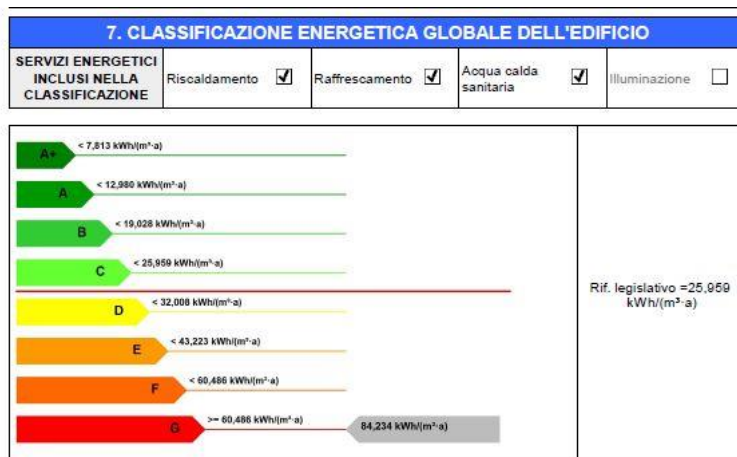 7. CLASSIFICAZIONE ENERGETICA GLOBALE DELL'EDIFICIO
SERVIZI ENERGETICI
INCLUSI NELLA
CLASSIFICAZIONE
Riscaldamento
Raffrescamento
Acqua calda
sanitaria
Illuminazione
A+ < 7,813 kWh/(m³·a)
A < 12,980 kWh/(m³·a)
B < 19,028 kWh/(m³·a)
C < 25,959 kWh/(m³·a)
D < 32,008 kWh/(m³·a)
E < 43,223 kWh/(m³·a)
F < 60,486 kWh/(m³·a)
G >= 60,486 kWh/(m³·a) 84,234 kWh/(m³·a)
Rif. legislativo =25,959
kWh/(m³·a)